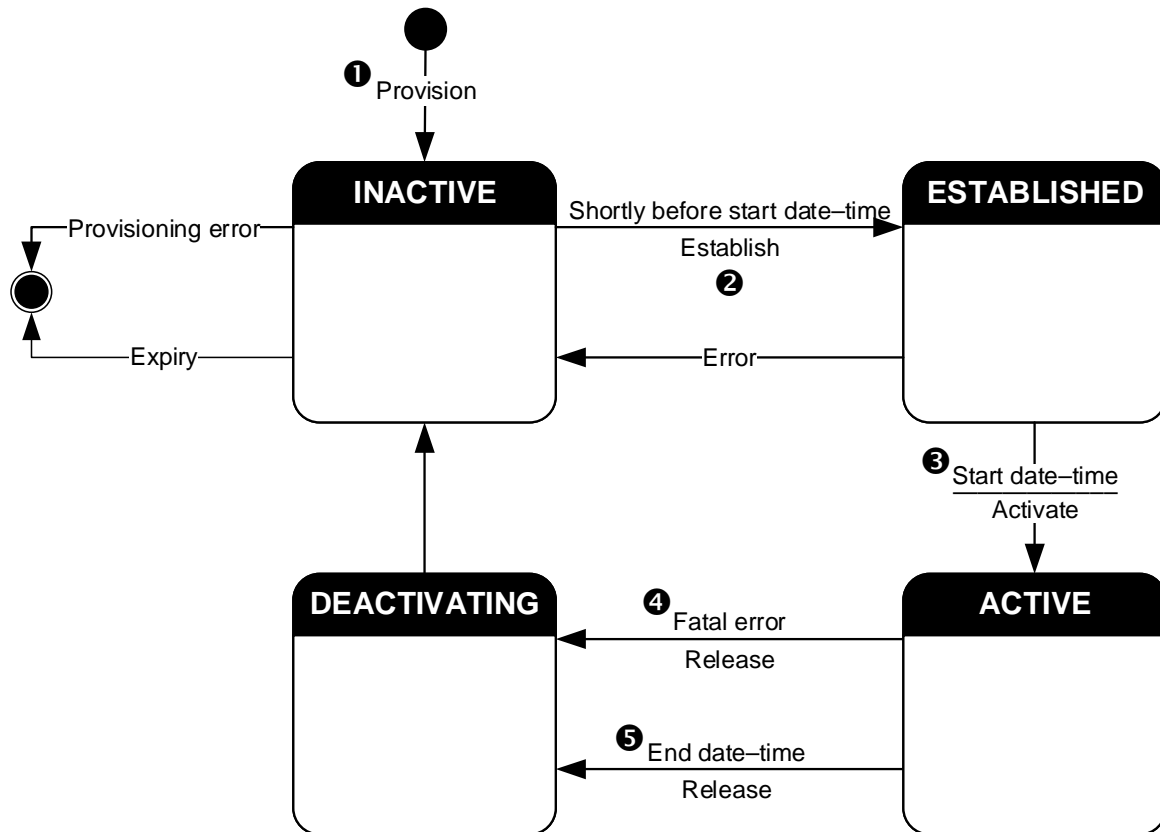 ❶
Provision
INACTIVE
ESTABLISHED
Provisioning error
Shortly before start date–time
Establish
❷
Expiry
Error
❸
Start date–time
Activate
DEACTIVATING
ACTIVE
❹
Fatal error
Release
❺
End date–time
Release